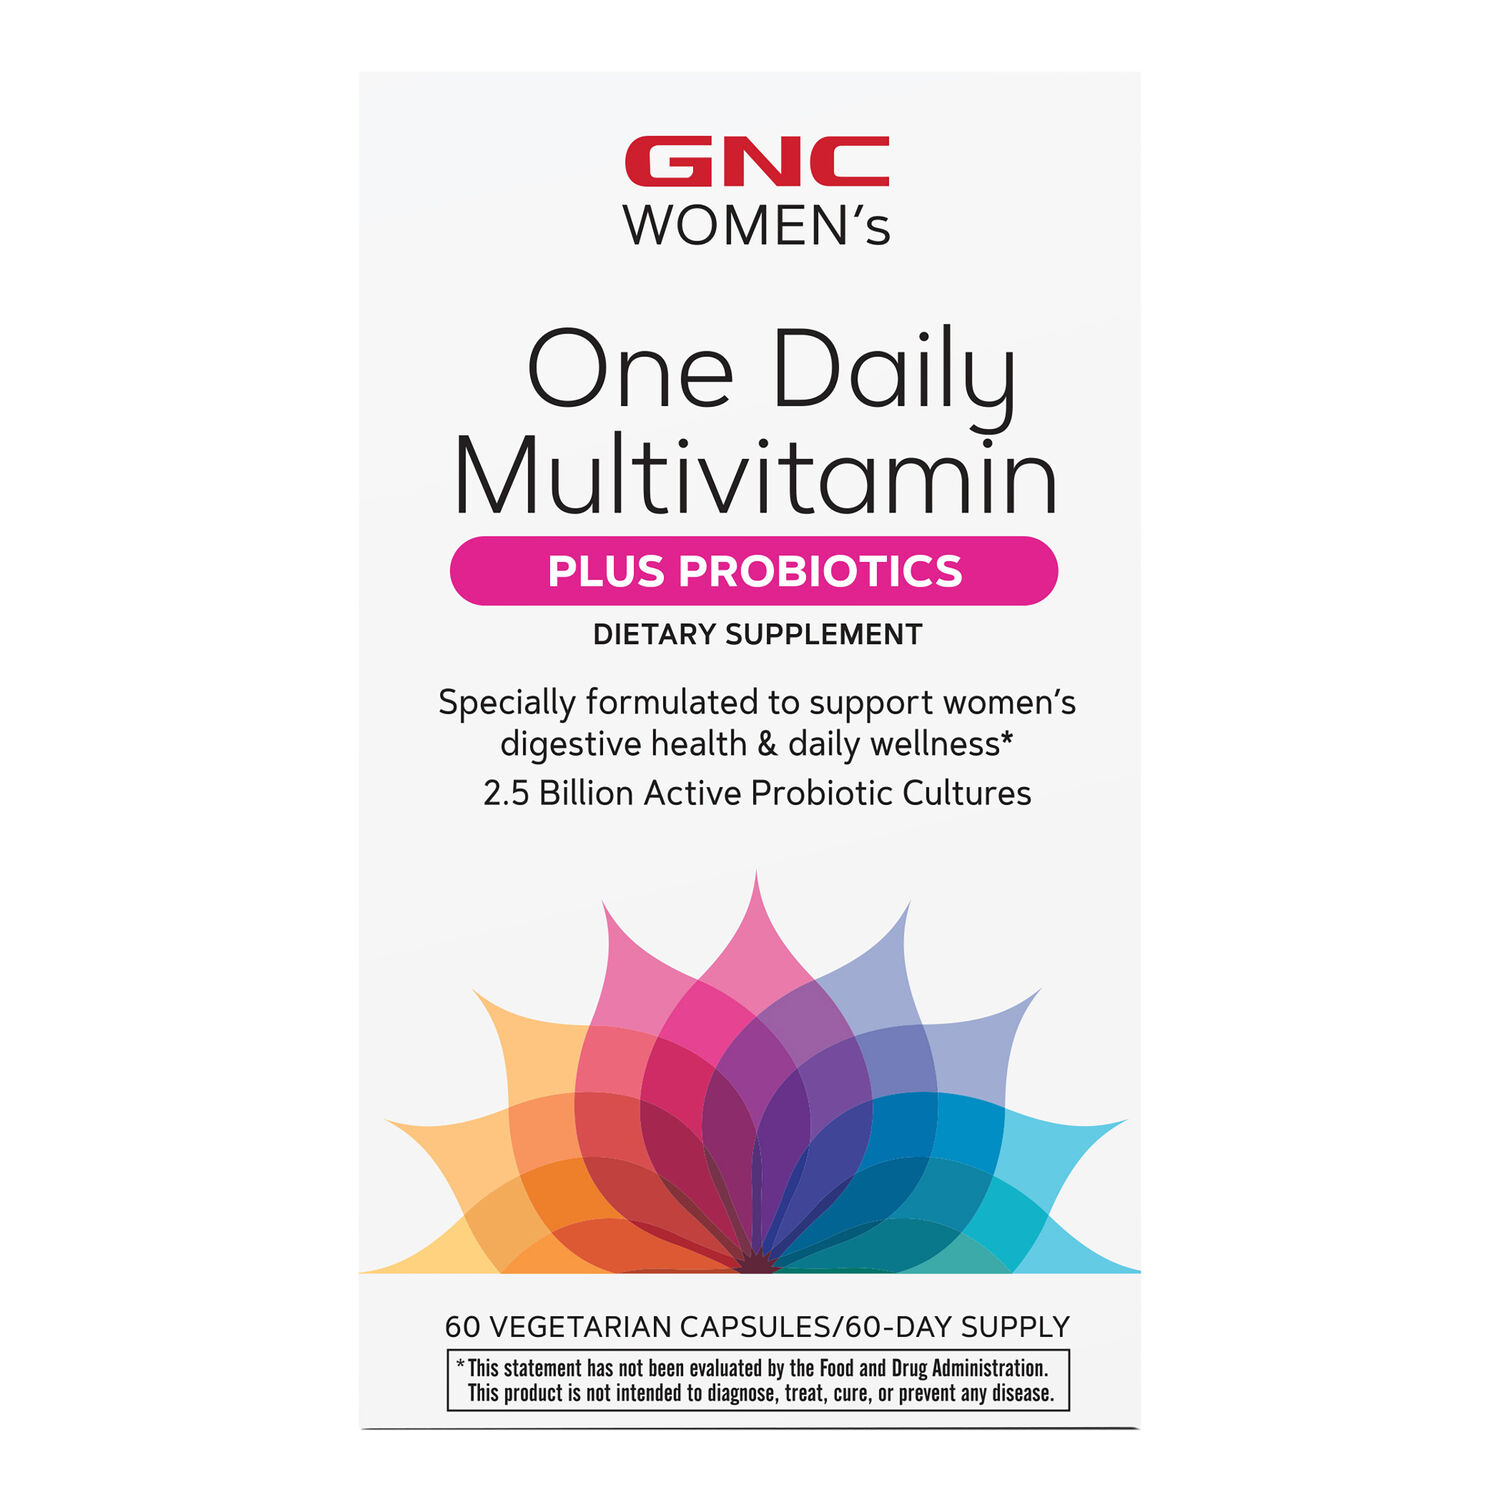 GNC
WOMEN's
One Daily
Multivitamin
PLUS PROBIOTICS
DIETARY SUPPLEMENT
Specially formulated to support women's
digestive health & daily wellness*
2.5 Billion Active Probiotic Cultures
60 VEGETARIAN CAPSULES/60-DAY SUPPLY
*This statement has not been evaluated by the Food and Drug Administration.
This product is not intended to diagnose, treat, cure, or prevent any disease.